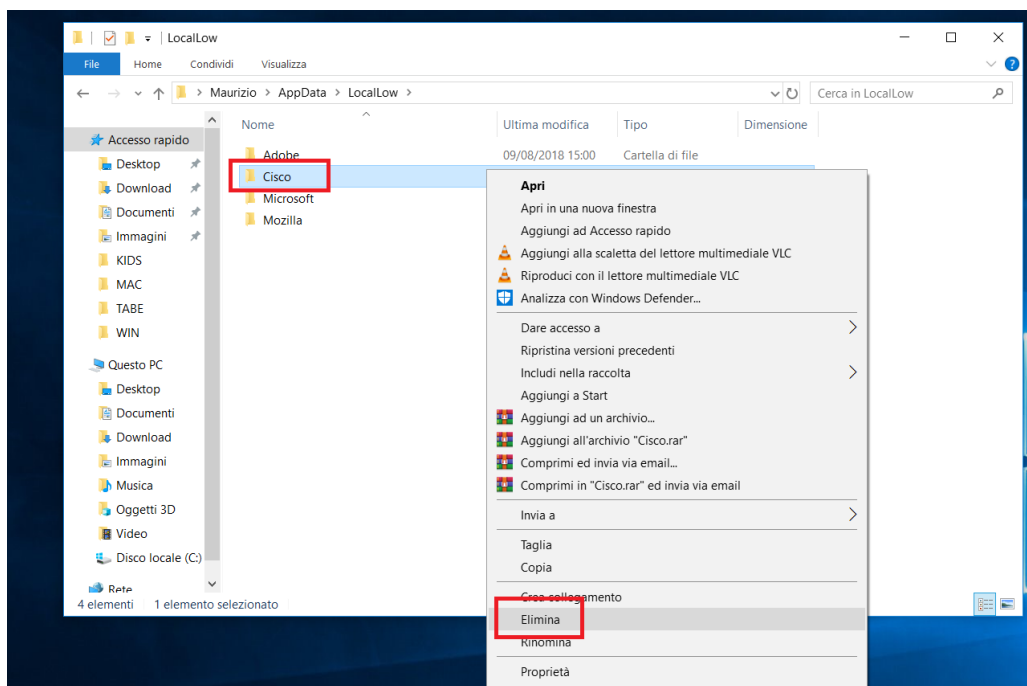 LocalLow
File Home Condividi Visualizza
Maurizio > AppData > LocalLow >
Cerca in LocalLow
Nome Ultima modifica Tipo Dimensione
Accesso rapido
Desktop
Download
Documenti
Immagini
KIDS
MAC
TABE
WIN
Questo PC
Desktop
Documenti
Download
Immagini
Musica
Oggetti 3D
Video
Disco locale (C:)
Rete
Adobe 09/08/2018 15:00 Cartella di file
Cisco
Microsoft
Mozilla
Apri
Apri in una nuova finestra
Aggiungi ad Accesso rapido
Aggiungi alla scaletta del lettore multimediale VLC
Riproduci con il lettore multimediale VLC
Analizza con Windows Defender...
Dare accesso a
Ripristina versioni precedenti
Includi nella raccolta
Aggiungi a Start
Aggiungi ad un archivio...
Aggiungi all'archivio "Cisco.rar"
Comprimi ed invia via email...
Comprimi in "Cisco.rar" ed invia via email
Invia a
Taglia
Copia
Crea collegamento
Elimina
Rinomina
Proprietà
4 elementi 1 elemento selezionato